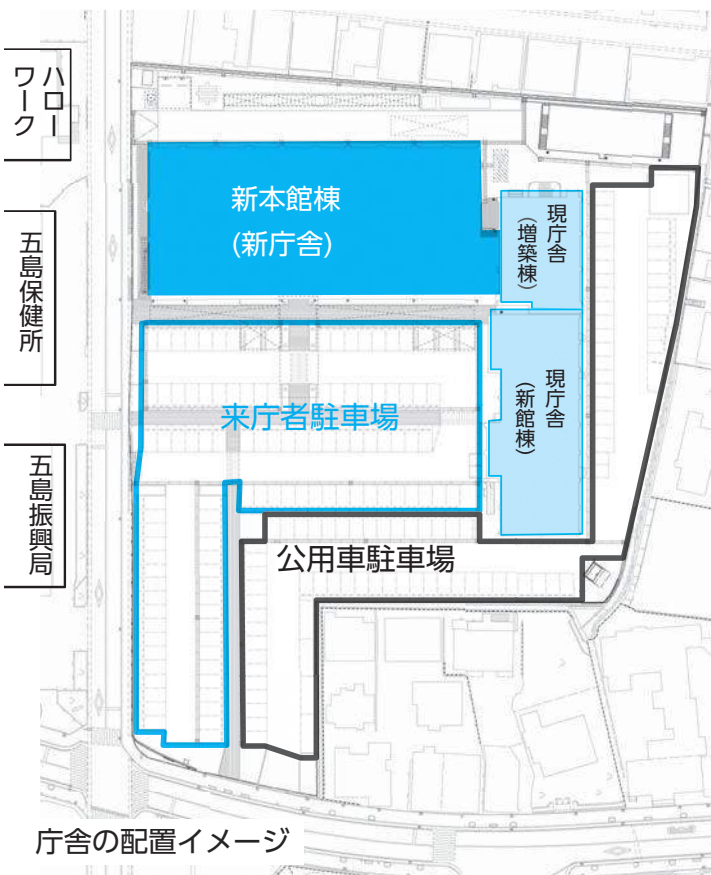 ハロー
ワーク
新本館棟
(新庁舎)
現庁舎
(増築棟)
五島保健所
現庁舎
(新館棟)
来庁者駐車場
五島振興局
公用車駐車場
庁舎の配置イメージ